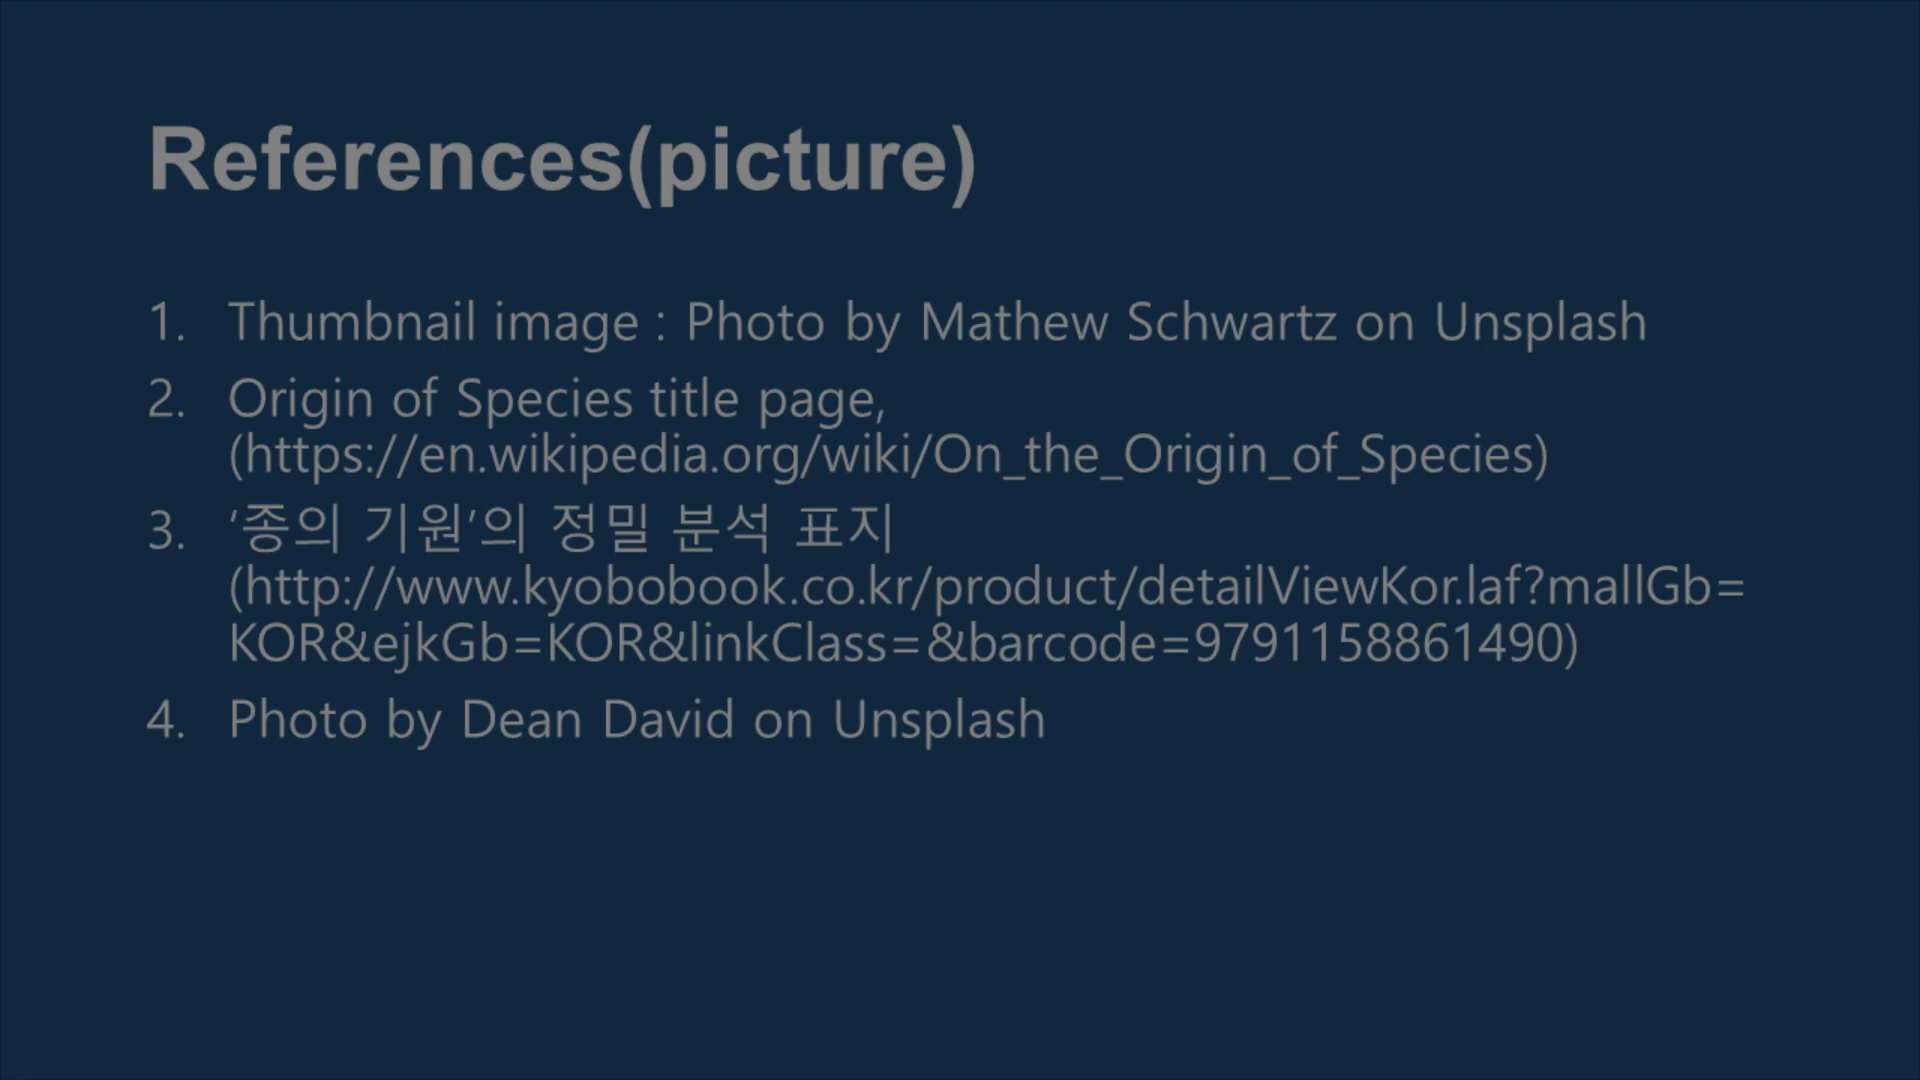 References(picture)
1. Thumbnail image : Photo by Mathew Schwartz on Unsplash
2. Origin of Species title page,
(https://en.wikipedia.org/wiki/On_the_Origin_of_Species)
3. ‘종의 기원’의 정밀 분석 표지
(http://www.kyobobook.co.kr/product/detailViewKor.laf?mallGb=
KOR&ejkGb=KOR&linkClass=&barcode=9791158861490)
4. Photo by Dean David on Unsplash